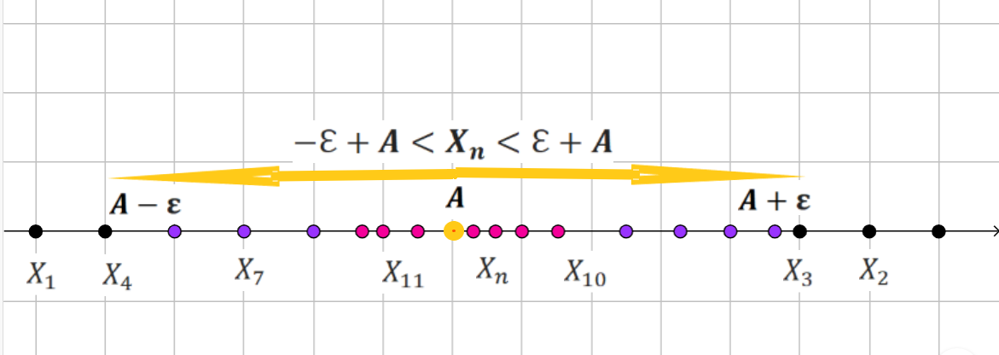 −Ɛ + A < Xₙ < Ɛ + A
A
A − ε
A + ε
X₁
X₄
X₇
X₁₁
Xₙ
X₁₀
X₃
X₂